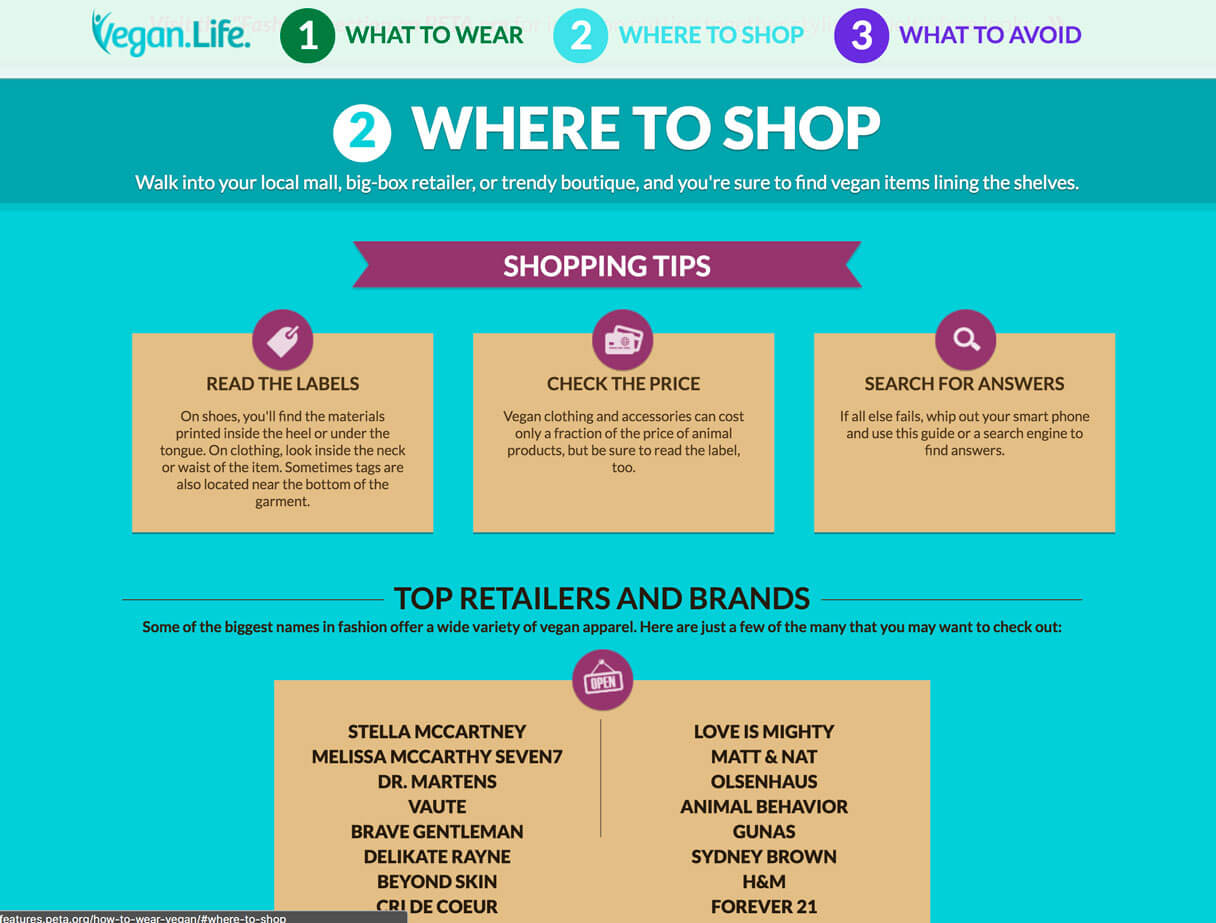 Vegan.Life.
1 WHAT TO WEAR
2 WHERE TO SHOP
3 WHAT TO AVOID
2 WHERE TO SHOP
Walk into your local mall, big-box retailer, or trendy boutique, and you're sure to find vegan items lining the shelves.
SHOPPING TIPS
READ THE LABELS
On shoes, you'll find the materials
printed inside the heel or under the
tongue. On clothing, look inside the neck
or waist of the item. Sometimes tags are
also located near the bottom of the
garment.
CHECK THE PRICE
Vegan clothing and accessories can cost
only a fraction of the price of animal
products, but be sure to read the label,
too.
SEARCH FOR ANSWERS
If all else fails, whip out your smart phone
and use this guide or a search engine to
find answers.
TOP RETAILERS AND BRANDS
Some of the biggest names in fashion offer a wide variety of vegan apparel. Here are just a few of the many that you may want to check out:
OPEN
STELLA MCCARTNEY
MELISSA MCCARTHY SEVEN7
DR. MARTENS
VAUTE
BRAVE GENTLEMAN
DELIKATE RAYNE
BEYOND SKIN
CRI DE COEUR
LOVE IS MIGHTY
MATT & NAT
OLSENHAUS
ANIMAL BEHAVIOR
GUNAS
SYDNEY BROWN
H&M
FOREVER 21
features.peta.org/how-to-wear-vegan/#where-to-shop